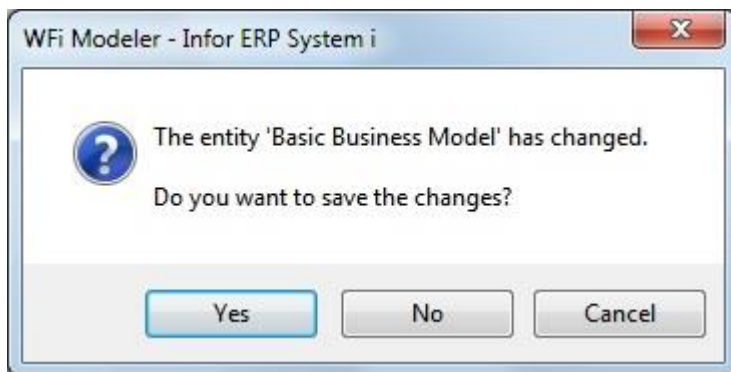 WFi Modeler - Infor ERP System i
The entity 'Basic Business Model' has changed.
Do you want to save the changes?
Yes No Cancel